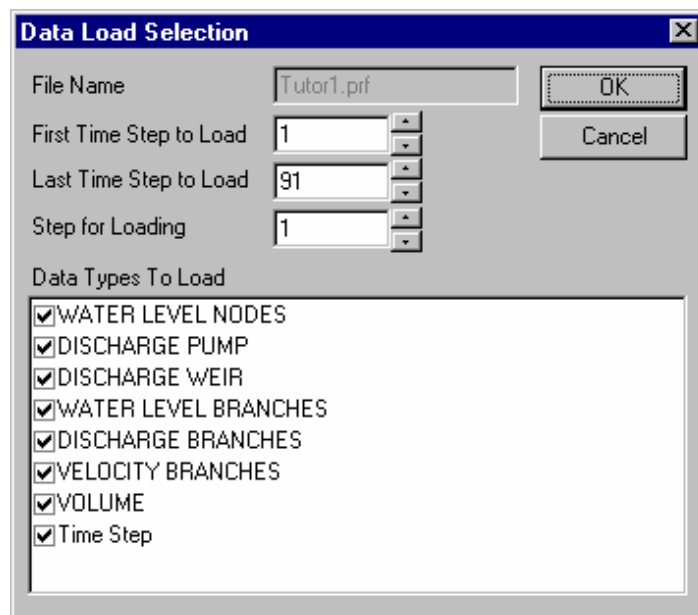 Data Load Selection
File Name Tutor1.prf OK
First Time Step to Load 1 Cancel
Last Time Step to Load 91
Step for Loading 1
Data Types To Load
WATER LEVEL NODES
DISCHARGE PUMP
DISCHARGE WEIR
WATER LEVEL BRANCHES
DISCHARGE BRANCHES
VELOCITY BRANCHES
VOLUME
Time Step